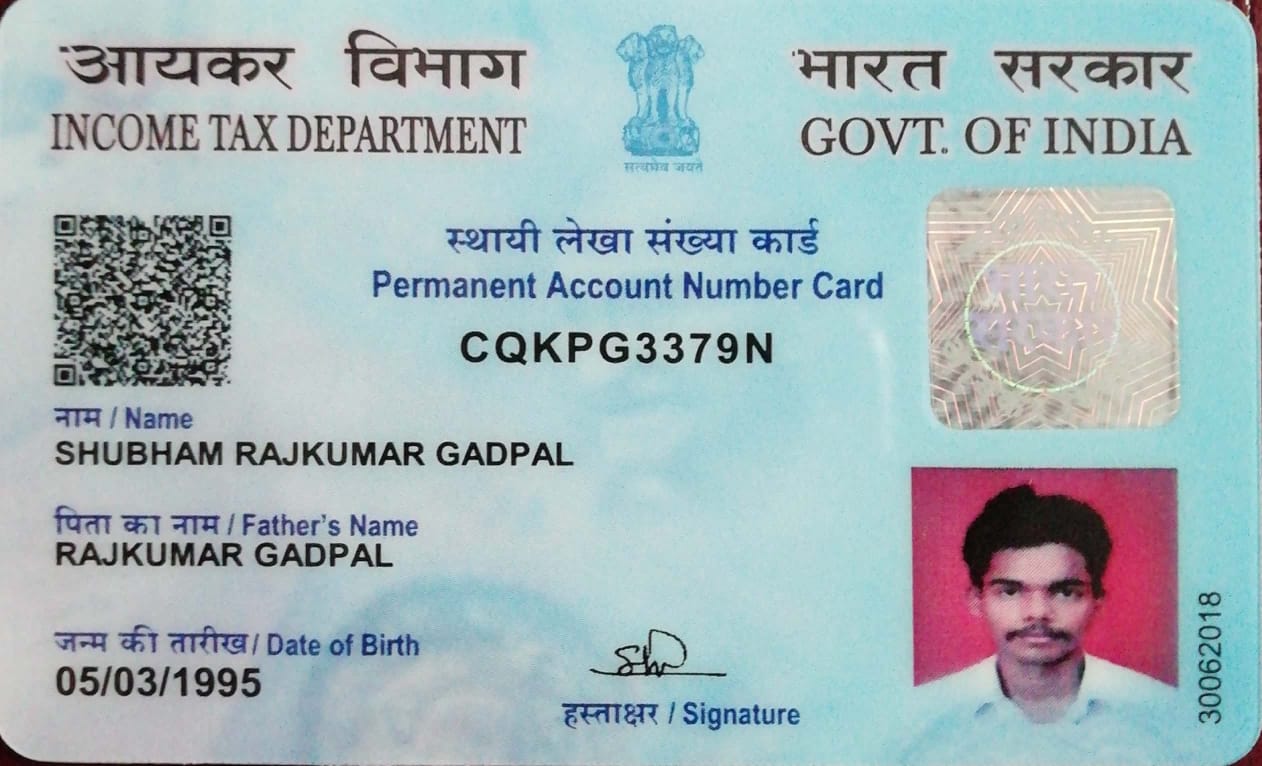 आयकर विभाग
INCOME TAX DEPARTMENT
सत्यमेव जयते
भारत सरकार
GOVT. OF INDIA
स्थायी लेखा संख्या कार्ड
Permanent Account Number Card
CQKPG3379N
भारत
नाम / Name
SHUBHAM RAJKUMAR GADPAL
पिता का नाम / Father's Name
RAJKUMAR GADPAL
जन्म की तारीख/ Date of Birth
05/03/1995
हस्ताक्षर / Signature
30062018